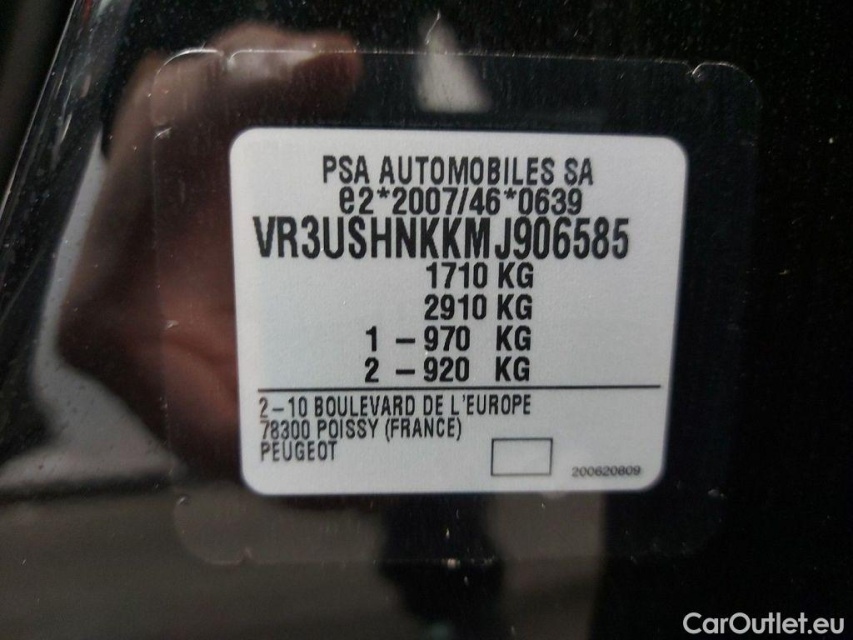 PSA AUTOMOBILES SA
e2*2007/46*0639
VR3USHNKKMJ906585
1710 KG
2910 KG
1 - 970 KG
2 - 920 KG
2-10 BOULEVARD DE L'EUROPE
78300 POISSY (FRANCE)
PEUGEOT
200620809
CarOutlet.eu